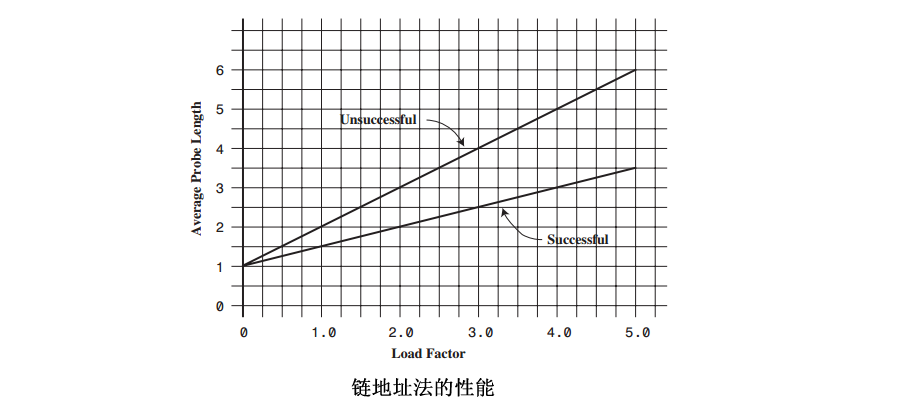 6
5
4
3
2
1
0
Average Probe Length
Unsuccessful
Successful
0 1.0 2.0 3.0 4.0 5.0
Load Factor
链地址法的性能